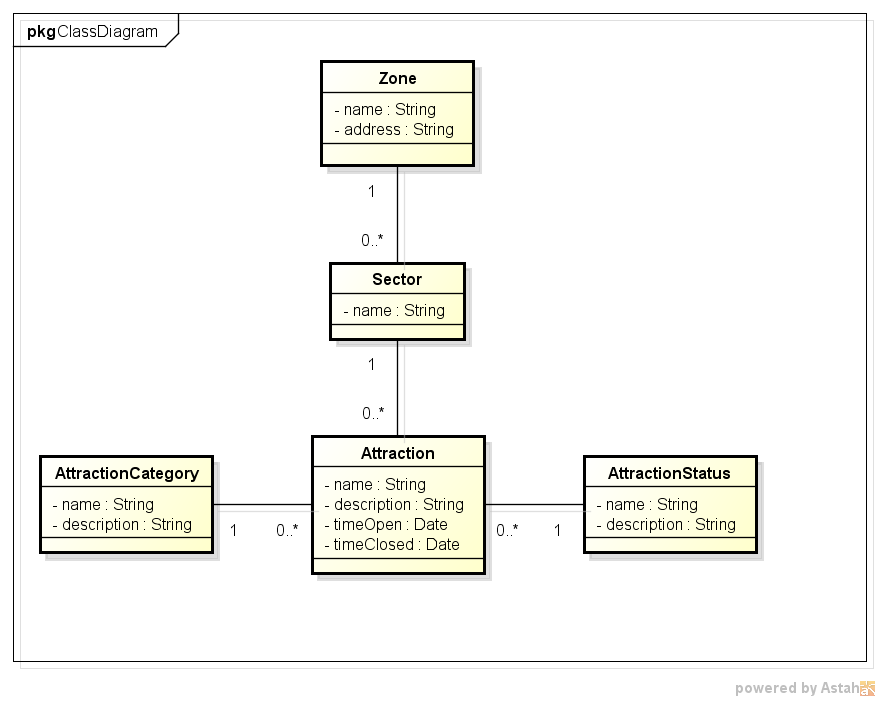 pkg ClassDiagram
Zone
- name : String
- address : String
1
0..*
Sector
- name : String
1
0..*
AttractionCategory
- name : String
- description : String
1
0..*
Attraction
- name : String
- description : String
- timeOpen : Date
- timeClosed : Date
0..*
1
AttractionStatus
- name : String
- description : String
powered by Astah